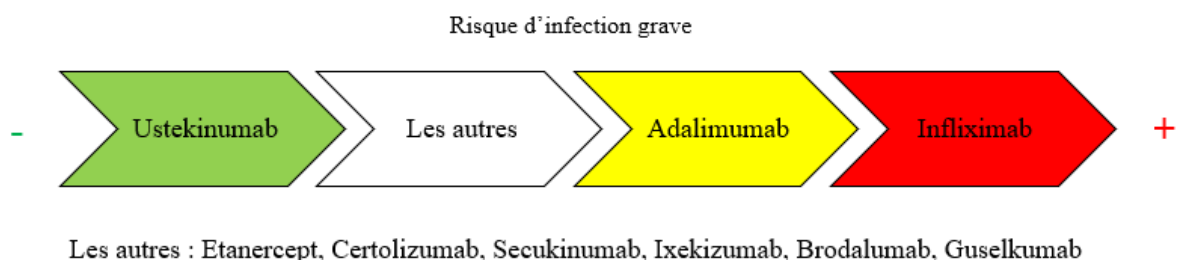 Risque d’infection grave
- Ustekinumab Les autres Adalimumab Infliximab +
Les autres : Etanercept, Certolizumab, Secukinumab, Ixekizumab, Brodalumab, Guselkumab